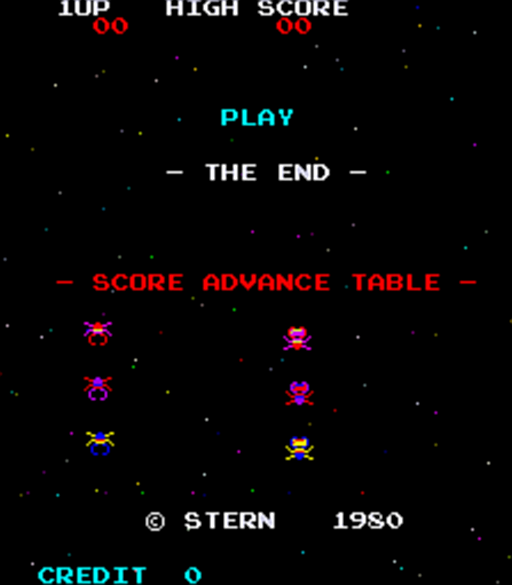 1UP HIGH SCORE
00 00
PLAY
— THE END —
— SCORE ADVANCE TABLE —
© STERN 1980
CREDIT 0